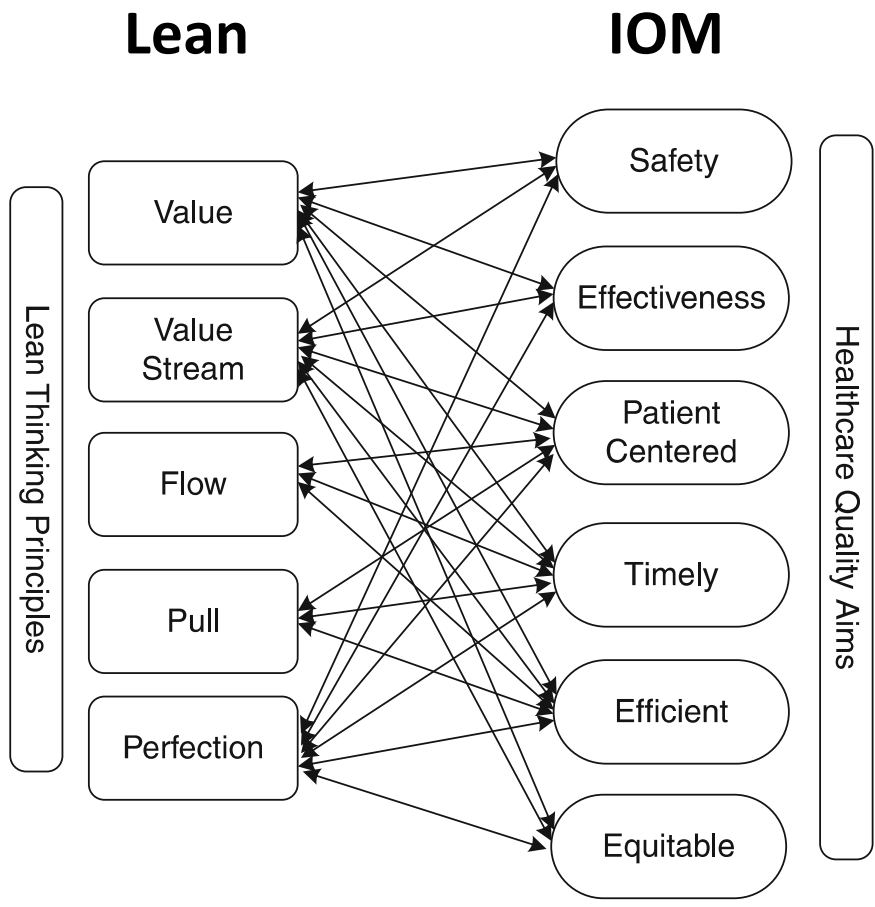 Lean
IOM
Lean Thinking Principles
Value
Value
Stream
Flow
Pull
Perfection
Safety
Effectiveness
Patient
Centered
Timely
Efficient
Equitable
Healthcare Quality Aims